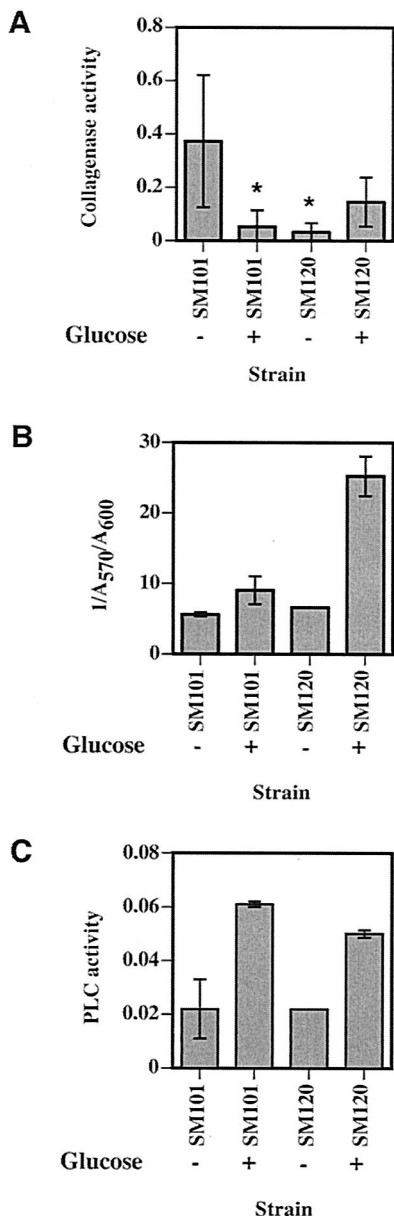 A
Collagenase activity
0.8
0.6
0.4
0.2
0
*
*
SM101
SM101
SM120
SM120
Glucose
-
+
-
+
Strain
B
1/A570/A600
30
20
10
0
SM101
SM101
SM120
SM120
Glucose
-
+
-
+
Strain
C
PLC activity
0.08
0.06
0.04
0.02
0
SM101
SM101
SM120
SM120
Glucose
-
+
-
+
Strain